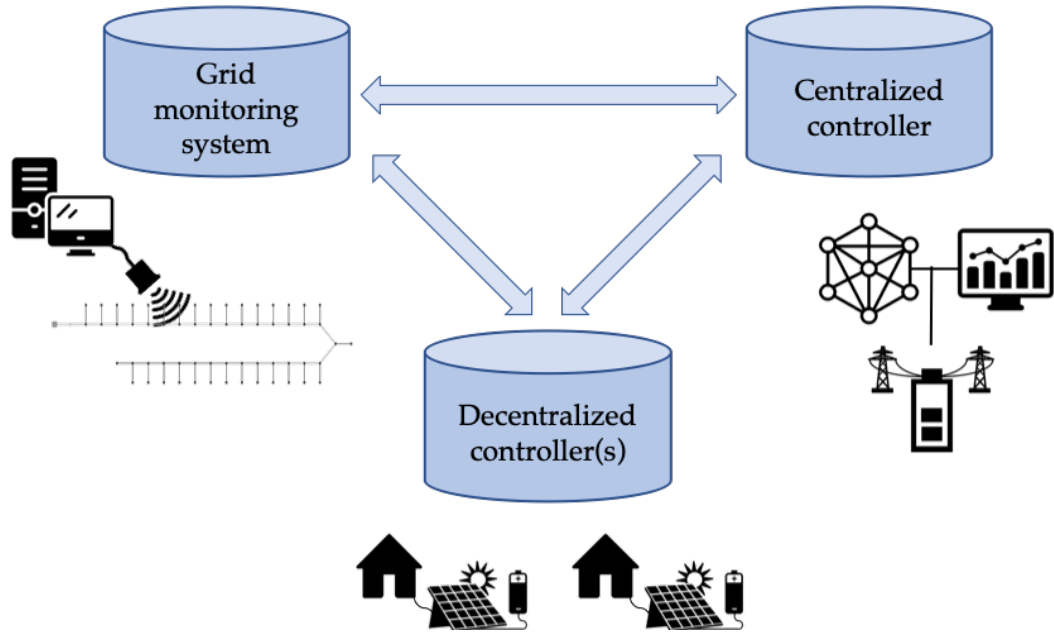 Grid
monitoring
system
Centralized
controller
Decentralized
controller(s)